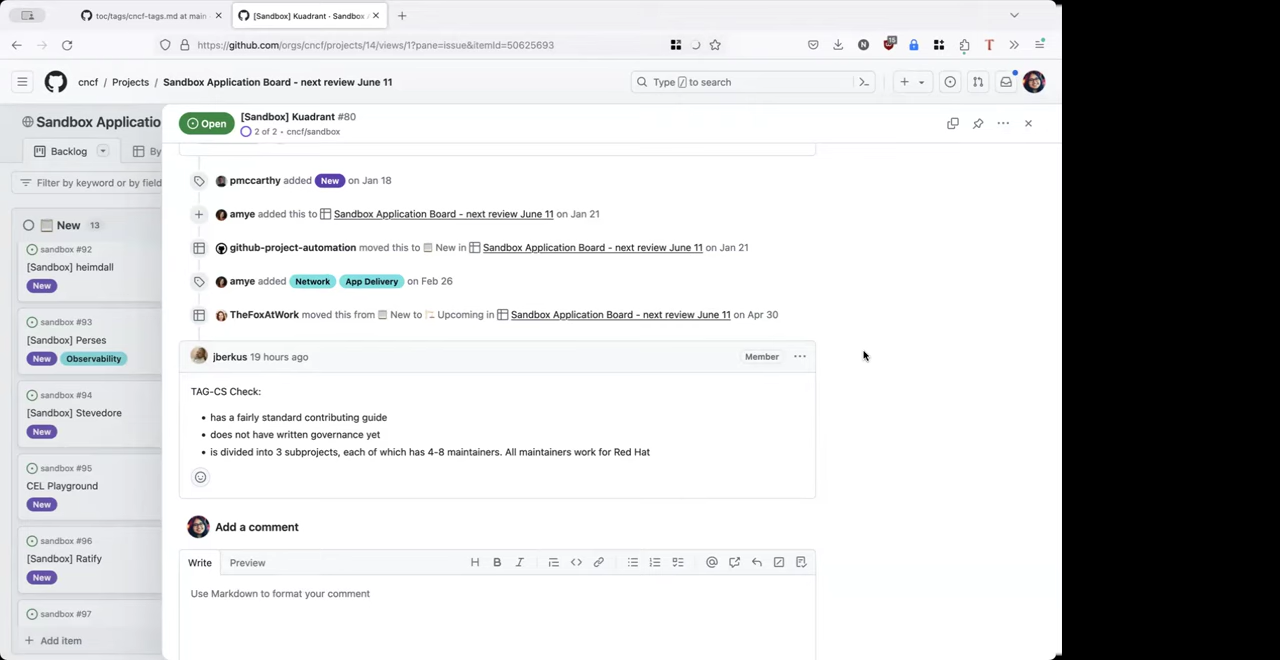 toc/tags/cncf-tags.md at main
[Sandbox] Kuadrant · Sandbox
https://github.com/orgs/cncf/projects/14/views/1?pane=issue&itemId=50625693
15
cncf / Projects / Sandbox Application Board - next review June 11
Type / to search
Sandbox Applicatio
Open
[Sandbox] Kuadrant #80
2 of 2 • cncf/sandbox
Backlog
By
Filter by keyword or by field
New 13
sandbox #92
[Sandbox] heimdall
New
sandbox #93
[Sandbox] Perses
New Observability
sandbox #94
[Sandbox] Stevedore
New
sandbox #95
CEL Playground
New
sandbox #96
[Sandbox] Ratify
New
sandbox #97
Add item
pmccarthy added New on Jan 18
amye added this to Sandbox Application Board - next review June 11 on Jan 21
github-project-automation moved this to New in Sandbox Application Board - next review June 11 on Jan 21
amye added Network App Delivery on Feb 26
TheFoxAtWork moved this from New to Upcoming in Sandbox Application Board - next review June 11 on Apr 30
jberkus 19 hours ago
Member
TAG-CS Check:
• has a fairly standard contributing guide
• does not have written governance yet
• is divided into 3 subprojects, each of which has 4-8 maintainers. All maintainers work for Red Hat
Add a comment
Write
Preview
Use Markdown to format your comment